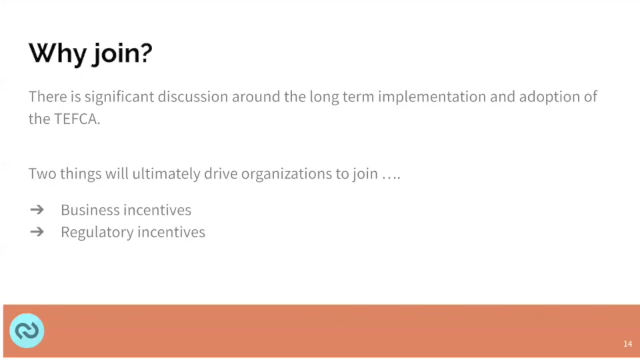 Why join?
There is significant discussion around the long term implementation and adoption of
the TEFCA.
Two things will ultimately drive organizations to join ….
➔ Business incentives
➔ Regulatory incentives
14